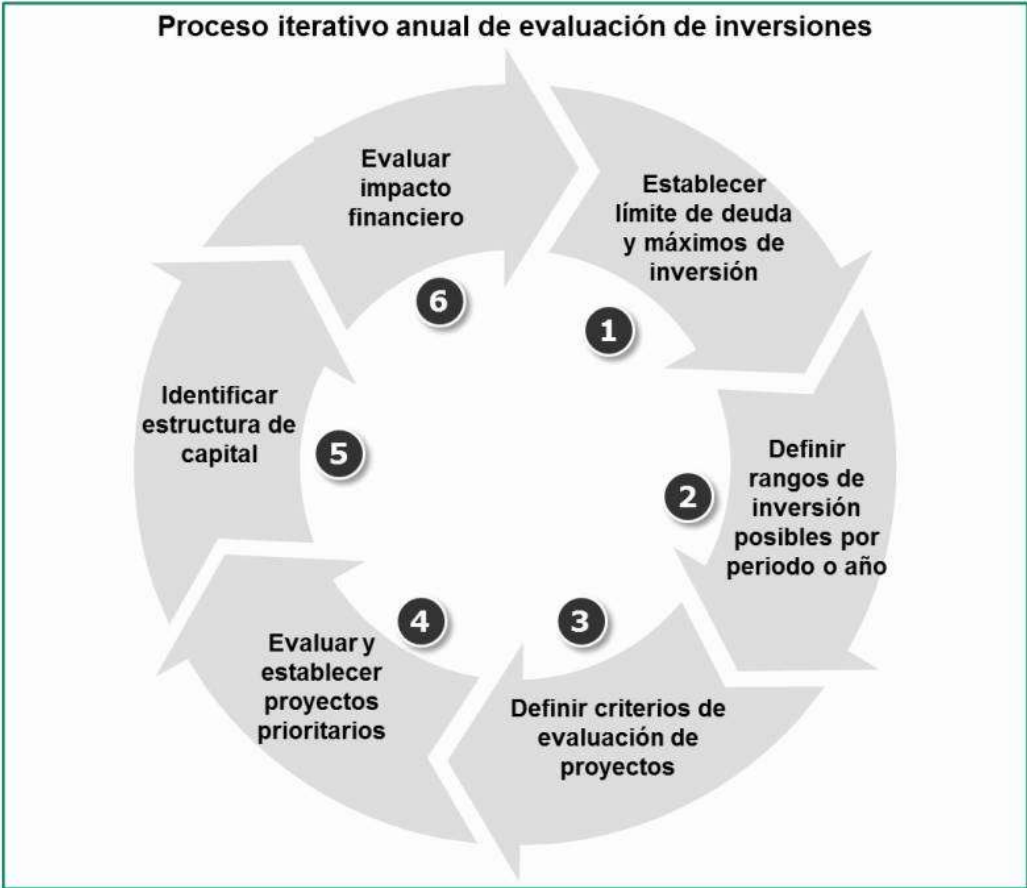 Proceso iterativo anual de evaluación de inversiones
Establecer
límite de deuda
y máximos de
inversión
1
Definir
rangos de
inversión
posibles por
periodo o año
2
Definir criterios de
evaluación de
proyectos
3
Evaluar y
establecer
proyectos
prioritarios
4
Identificar
estructura de
capital
5
Evaluar
impacto
financiero
6